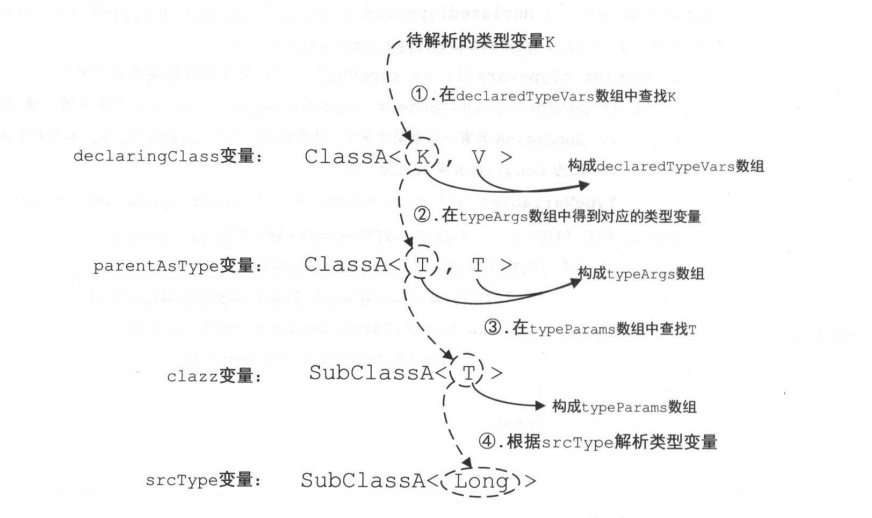 待解析的类型变量K
①.在declaredTypeVars数组中查找K
declaringClass变量： ClassA< K , V > 构成declaredTypeVars数组
②.在typeArgs数组中得到对应的类型变量
parentAsType变量： ClassA< T , T 构成typeArgs数组
③.在typeParams数组中查找T
clazz变量： SubClassA< T >
构成typeParams数组
④.根据srcType解析类型变量
srcType变量： SubClassA<Long>